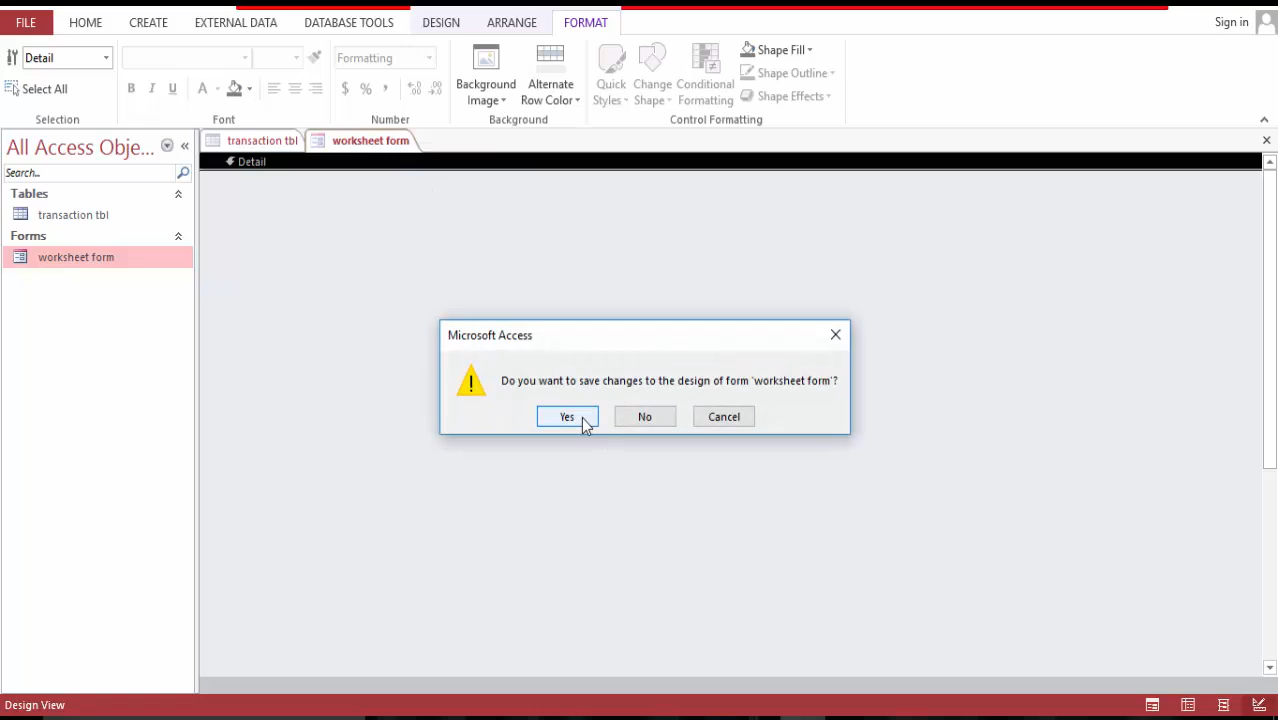 FILE HOME CREATE EXTERNAL DATA DATABASE TOOLS DESIGN ARRANGE FORMAT Sign in
Detail Formatting Shape Fill
Select All B I U A $ % , Background Image Alternate Row Color Quick Styles Change Shape Conditional Formatting Shape Outline
Shape Effects
Selection Font Number Background Control Formatting
All Access Obje...
transaction tbl worksheet form
Search...
Detail
Tables
transaction tbl
Forms
worksheet form
Microsoft Access
Do you want to save changes to the design of form 'worksheet form'?
Yes No Cancel
Design View